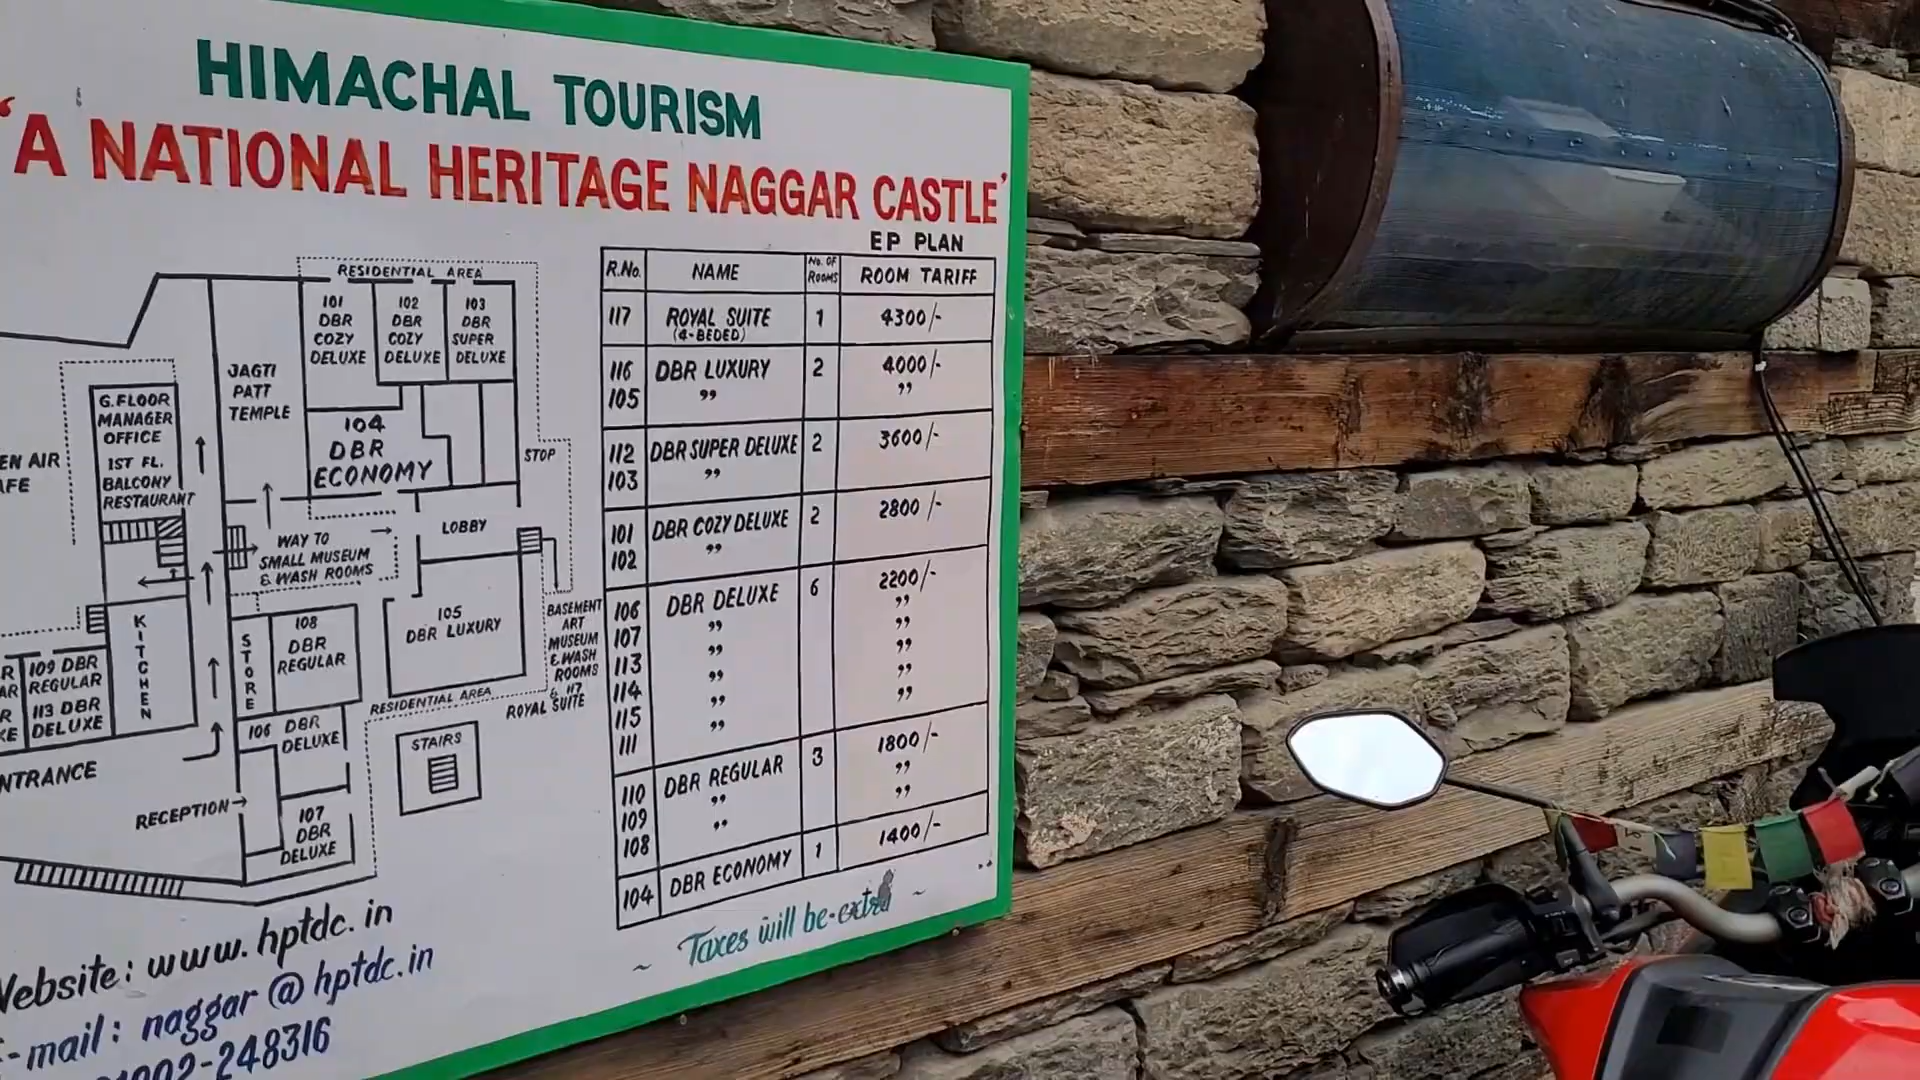 HIMACHAL TOURISM
'A NATIONAL HERITAGE NAGGAR CASTLE'
EP PLAN
RESIDENTIAL AREA
101 DBR COZY DELUXE
102 DBR COZY DELUXE
103 DBR SUPER DELUXE
JAGTI PATT TEMPLE
104 DBR ECONOMY
STOP
G.FLOOR
MANAGER
OFFICE
1ST FL.
BALCONY
RESTAURANT
EN AIR
AFE
LOBBY
WAY TO
SMALL MUSEUM
& WASH ROOMS
105
DBR LUXURY
BASEMENT
ART
MUSEUM
& WASH
ROOMS
& 117
ROYAL SUITE
KITCHEN
STORE
108
DBR
REGULAR
109 DBR
REGULAR
113 DBR
DELUXE
RESIDENTIAL AREA
106 DBR
DELUXE
STAIRS
NTRANCE
RECEPTION
107
DBR
DELUXE
R.No. NAME No. OF ROOMS ROOM TARIFF
117 ROYAL SUITE 1 4300/-
(4-BEDED)
116 DBR LUXURY 2 4000/-
105 ,, ,,
112 DBR SUPER DELUXE 2 3600/-
103 ,,
101 DBR COZY DELUXE 2 2800/-
102 ,,
106 DBR DELUXE 6 2200/-
107 ,, ,,
113 ,, ,,
114 ,, ,,
115 ,, ,,
111 ,, ,,
110 DBR REGULAR 3 1800/-
109 ,, ,,
108 ,, ,,
104 DBR ECONOMY 1 1400/-
~ Taxes will be extra ~
Website: www.hptdc.in
E-mail: naggar@hptdc.in
01902-248316